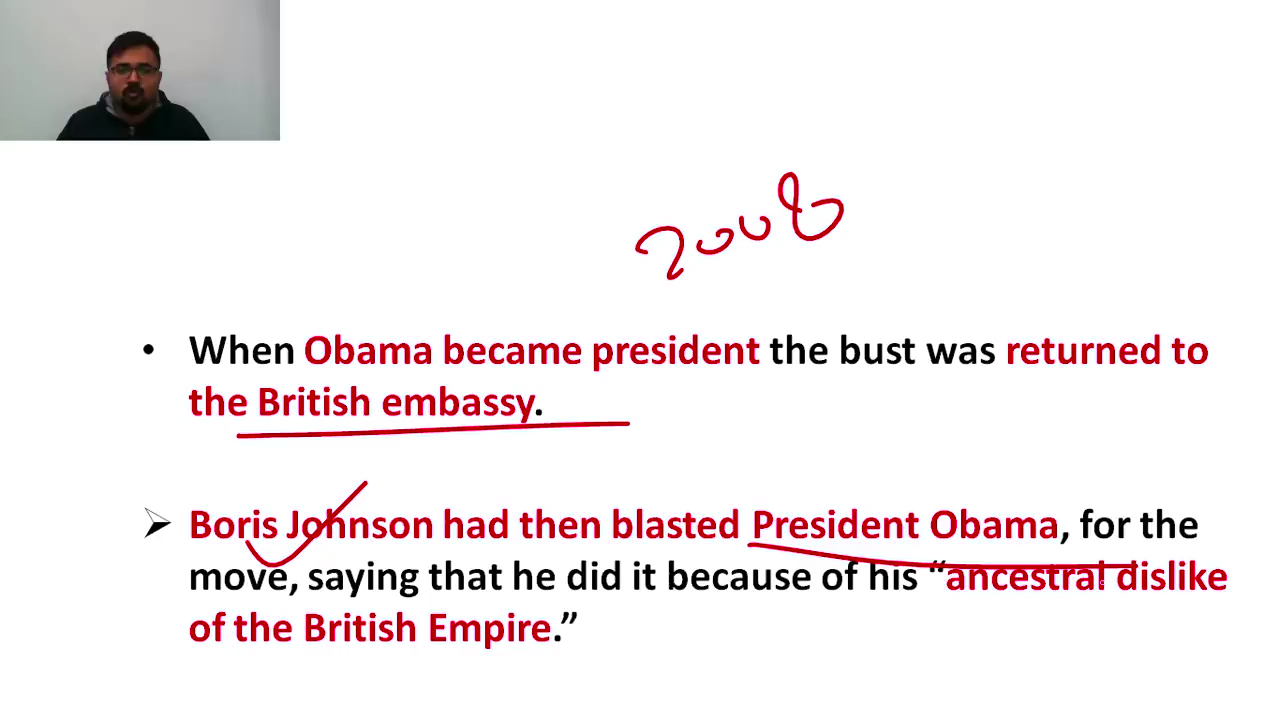 2008
• When Obama became president the bust was returned to
the British embassy.
➢ Boris Johnson had then blasted President Obama, for the
move, saying that he did it because of his “ancestral dislike
of the British Empire.”